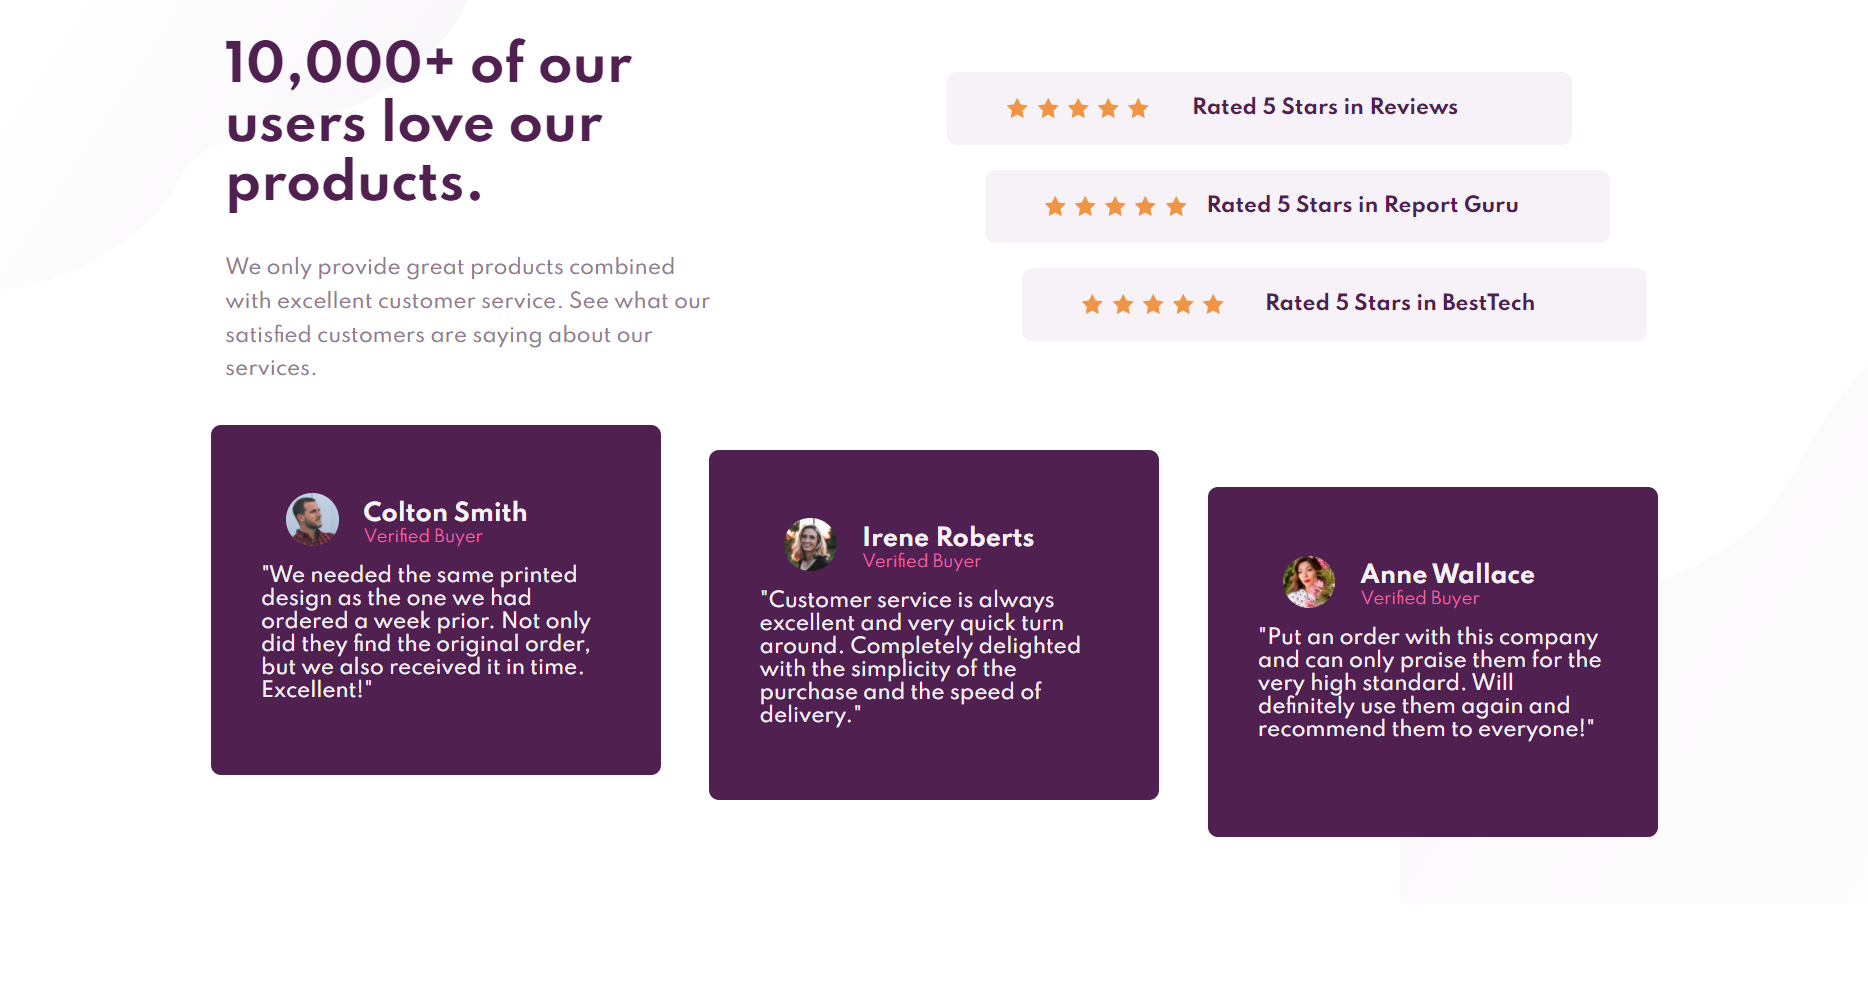 10,000+ of our
users love our
products.
We only provide great products combined
with excellent customer service. See what our
satisfied customers are saying about our
services.
Rated 5 Stars in Reviews
Rated 5 Stars in Report Guru
Rated 5 Stars in BestTech
Colton Smith
Verified Buyer
"We needed the same printed
design as the one we had
ordered a week prior. Not only
did they find the original order,
but we also received it in time.
Excellent!"
Irene Roberts
Verified Buyer
"Customer service is always
excellent and very quick turn
around. Completely delighted
with the simplicity of the
purchase and the speed of
delivery."
Anne Wallace
Verified Buyer
"Put an order with this company
and can only praise them for the
very high standard. Will
definitely use them again and
recommend them to everyone!"